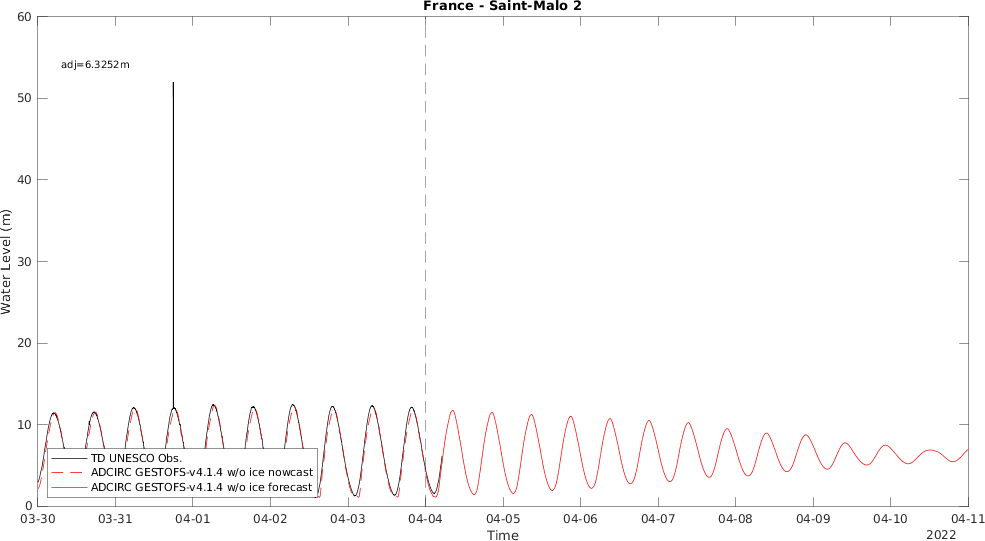 France - Saint-Malo 2
60
adj=6.3252m
50
40
30
20
10
0
Water Level (m)
TD UNESCO Obs.
ADCIRC GESTOFS-v4.1.4 w/o ice nowcast
ADCIRC GESTOFS-v4.1.4 w/o ice forecast
03-30 03-31 04-01 04-02 04-03 04-04 04-05 04-06 04-07 04-08 04-09 04-10 04-11
Time
2022